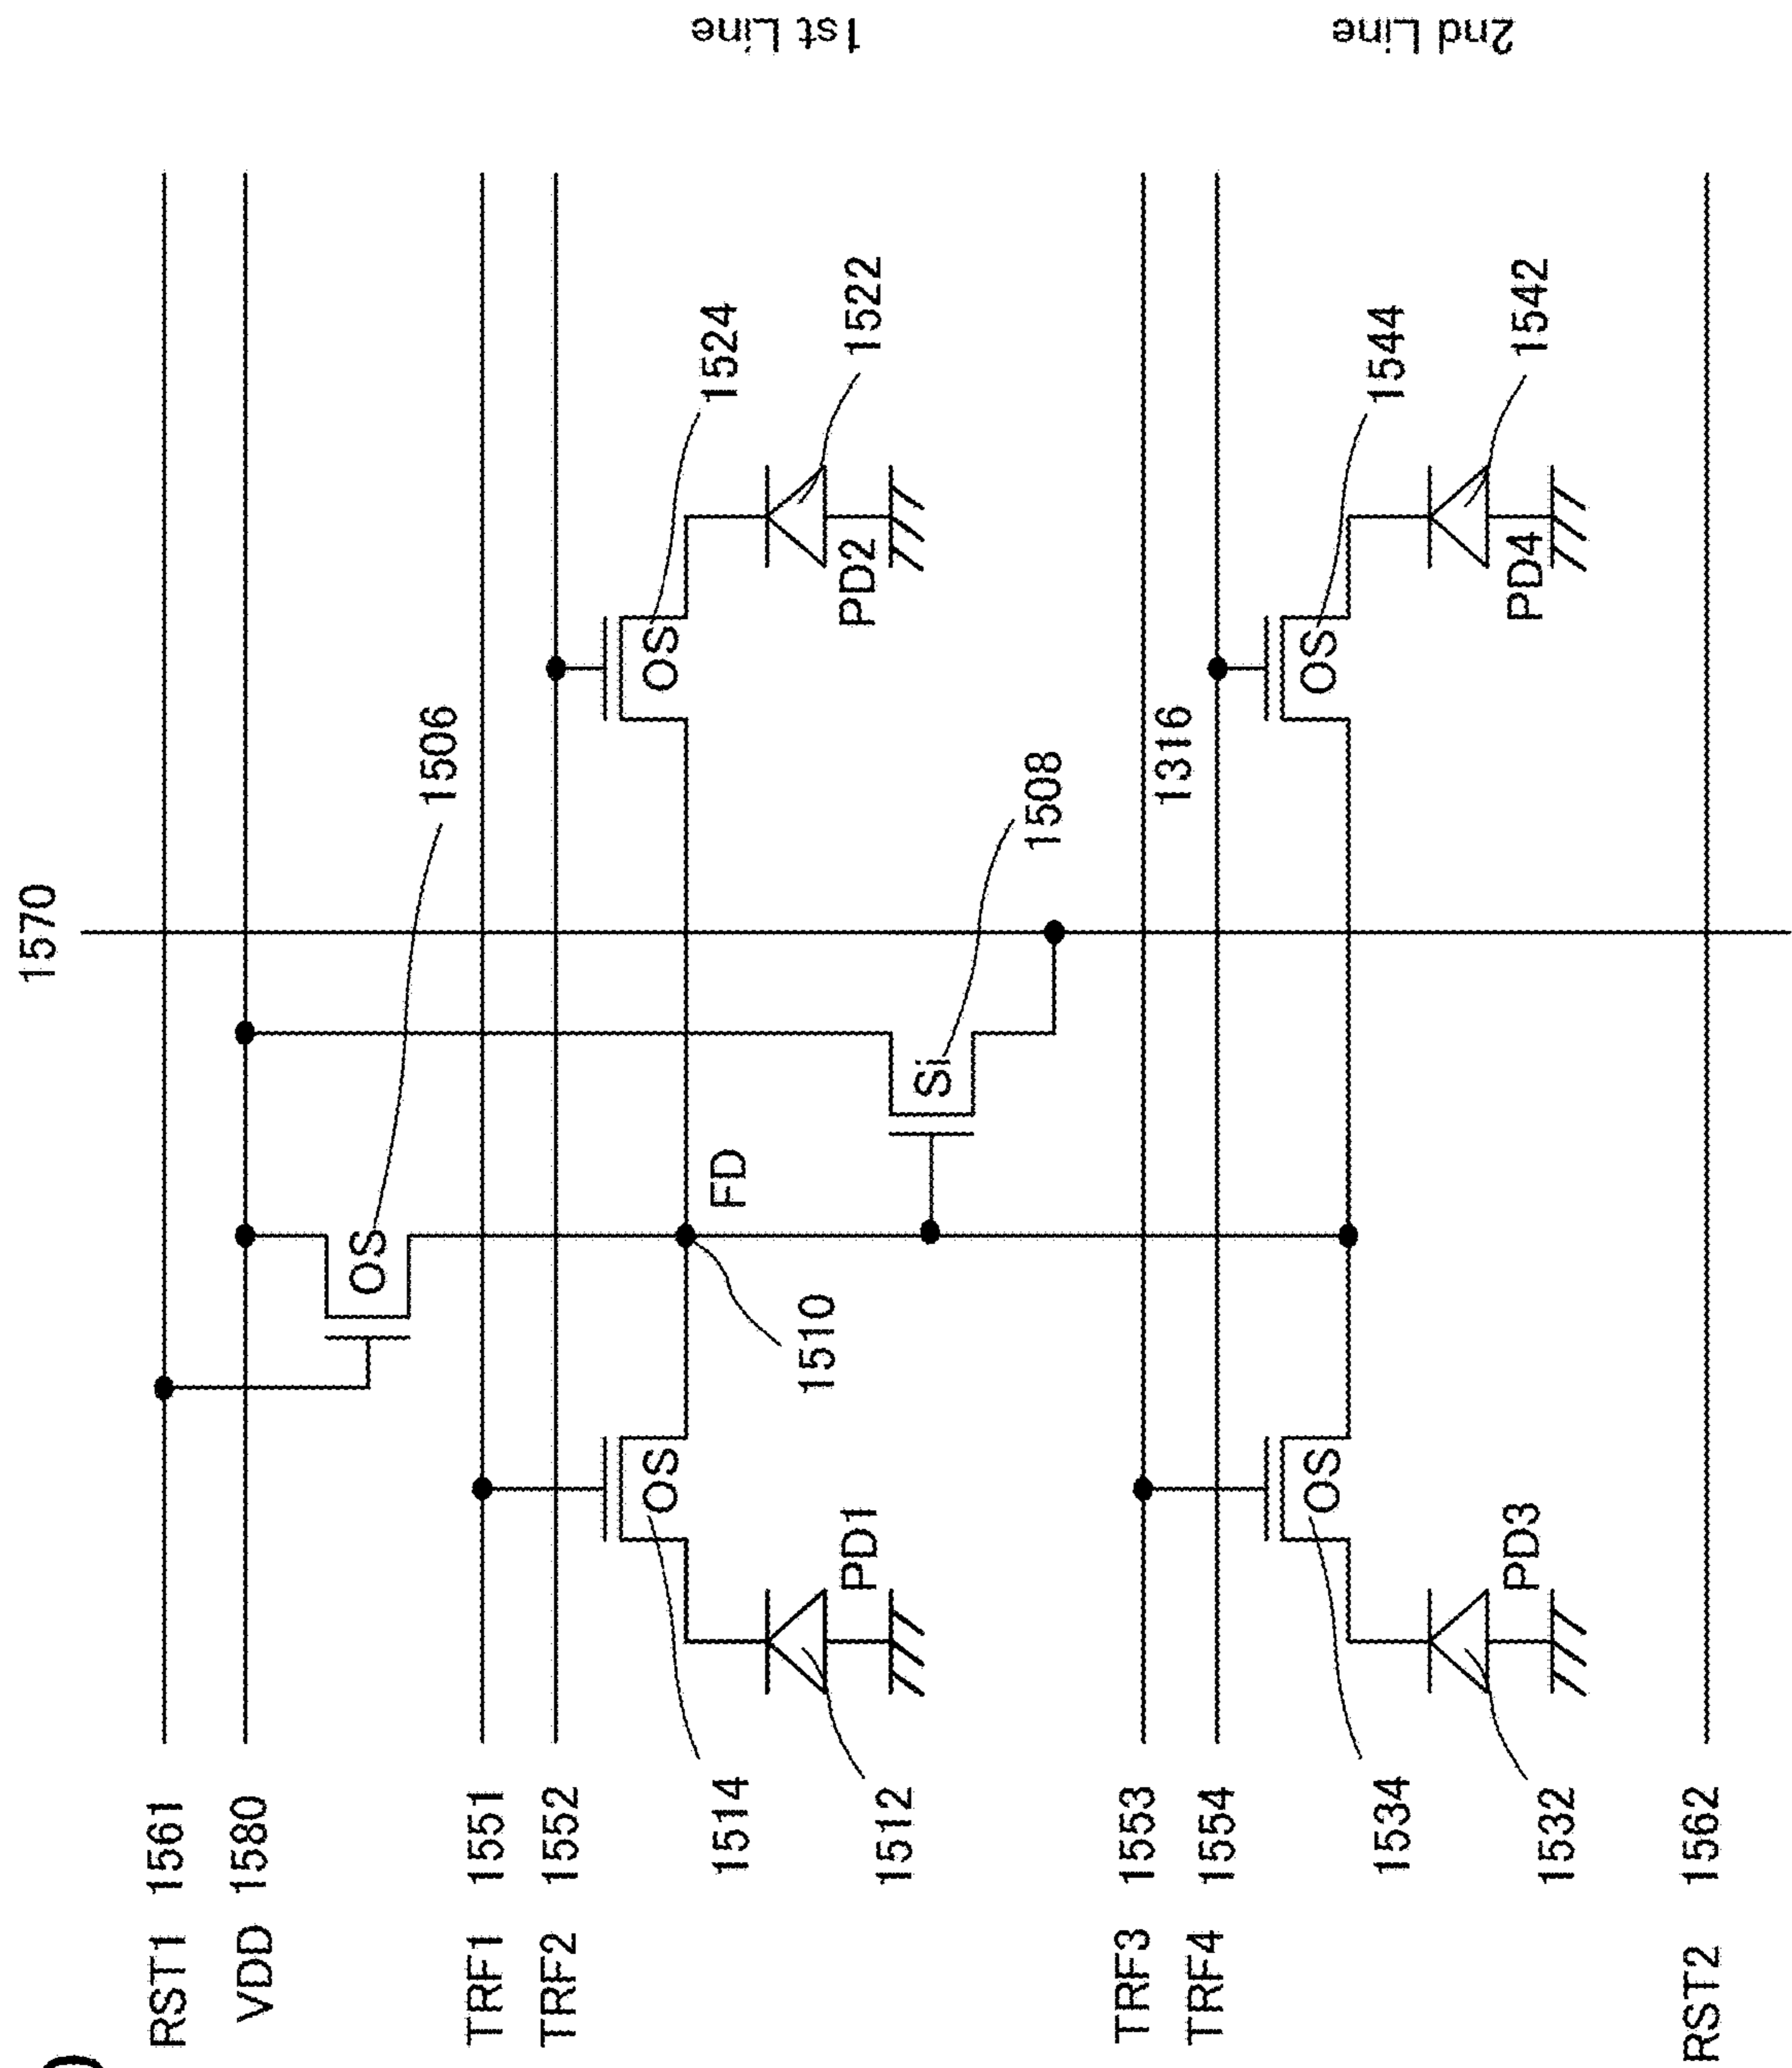 1570
RST1 1561
VDD 1580
OS
1506
TRF1 1551
TRF2 1552
OS
OS
1524
1514
FD
1510
PD1
1512
PD2
1522
1st Line
Si
1508
TRF3 1553
1316
TRF4 1554
OS
OS
1544
1534
PD3
1532
PD4
1542
2nd Line
RST2 1562